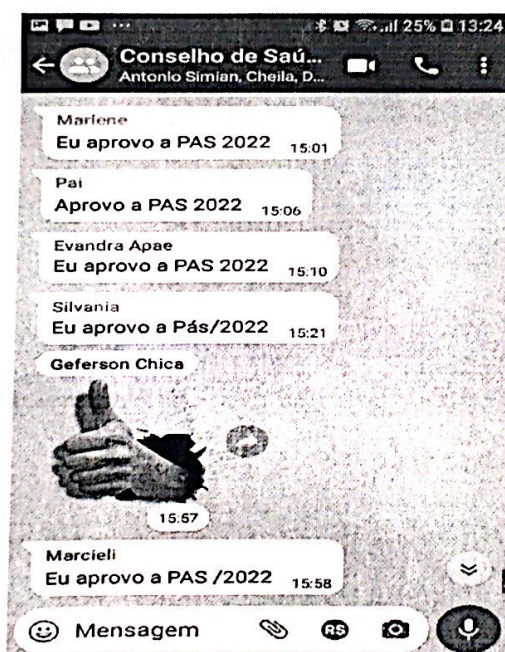 25% 13:24
Conselho de Saú...
Antonio Simian, Cheila, D...
Marlene
Eu aprovo a PAS 2022 15:01
Pai
Aprovo a PAS 2022 15:06
Evandra Apae
Eu aprovo a PAS 2022 15:10
Silvania
Eu aprovo a Pás/2022 15:21
Geferson Chica
15:57
Marcieli
Eu aprovo a PAS /2022 15:58
Mensagem RS